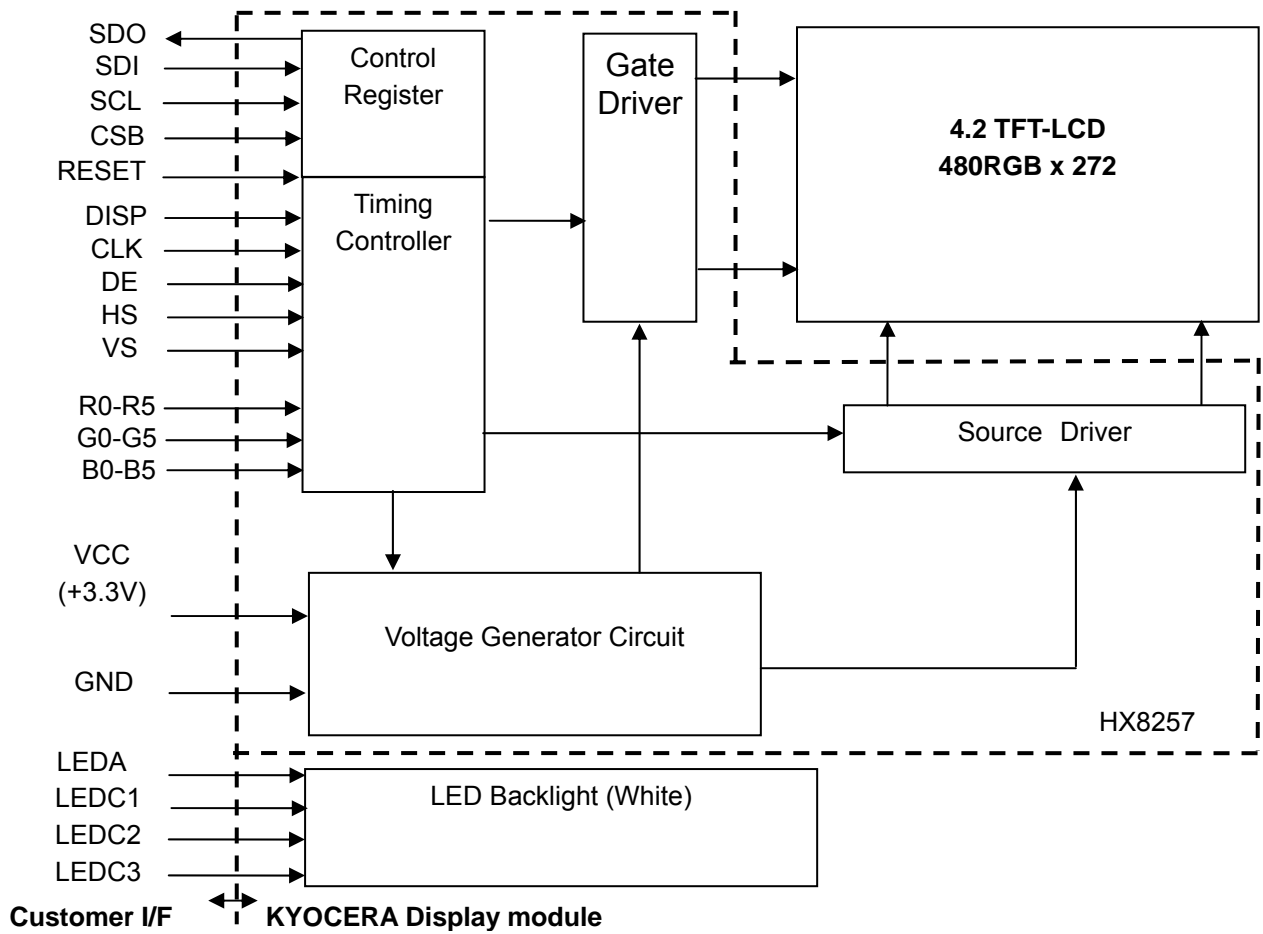 SDO
SDI
SCL
CSB
RESET
DISP
CLK
DE
HS
VS
R0-R5
G0-G5
B0-B5
VCC
(+3.3V)
GND
LEDA
LEDC1
LEDC2
LEDC3
Control
Register
Timing
Controller
Gate
Driver
4.2 TFT-LCD
480RGB x 272
Source Driver
Voltage Generator Circuit
HX8257
LED Backlight (White)
Customer I/F
KYOCERA Display module